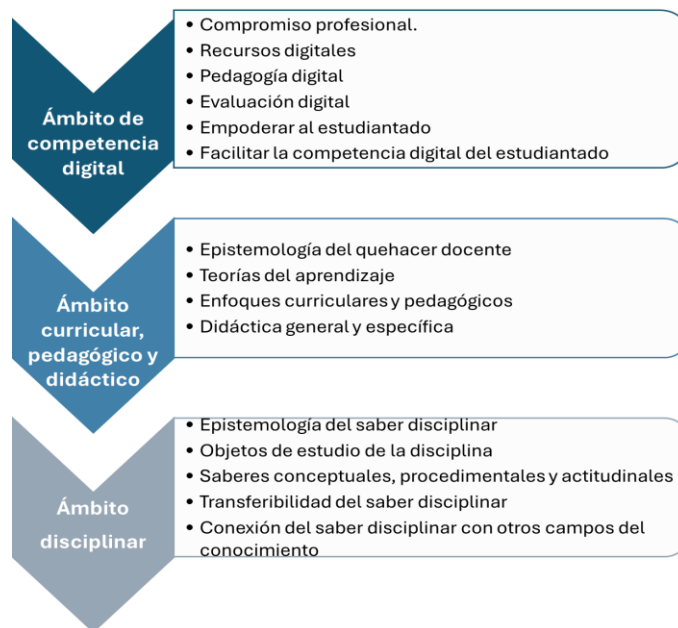 Ámbito de
competencia
digital
• Compromiso profesional.
• Recursos digitales
• Pedagogía digital
• Evaluación digital
• Empoderar al estudiantado
• Facilitar la competencia digital del estudiantado
Ámbito
curricular,
pedagógico y
didáctico
• Epistemología del quehacer docente
• Teorías del aprendizaje
• Enfoques curriculares y pedagógicos
• Didáctica general y específica
Ámbito
disciplinar
• Epistemología del saber disciplinar
• Objetos de estudio de la disciplina
• Saberes conceptuales, procedimentales y actitudinales
• Transferibilidad del saber disciplinar
• Conexión del saber disciplinar con otros campos del
conocimiento